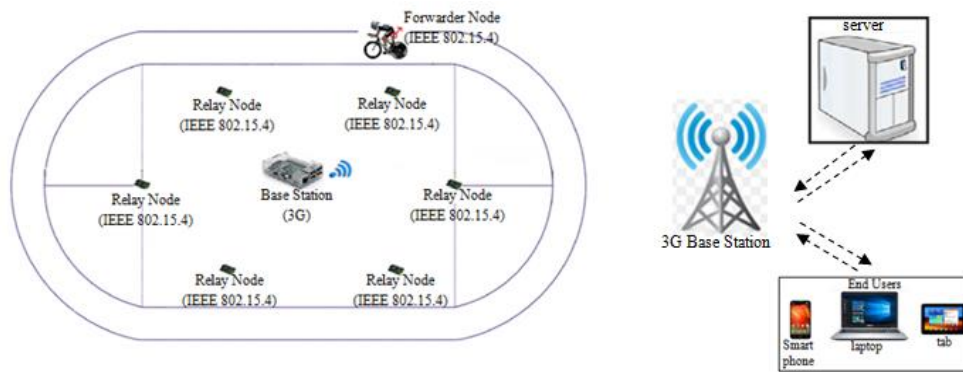 Forwarder Node
(IEEE 802.15.4)
Relay Node
(IEEE 802.15.4)
Relay Node
(IEEE 802.15.4)
Relay Node
(IEEE 802.15.4)
Base Station
(3G)
Relay Node
(IEEE 802.15.4)
Relay Node
(IEEE 802.15.4)
Relay Node
(IEEE 802.15.4)
server
3G Base Station
End Users
Smart
phone
laptop
tab